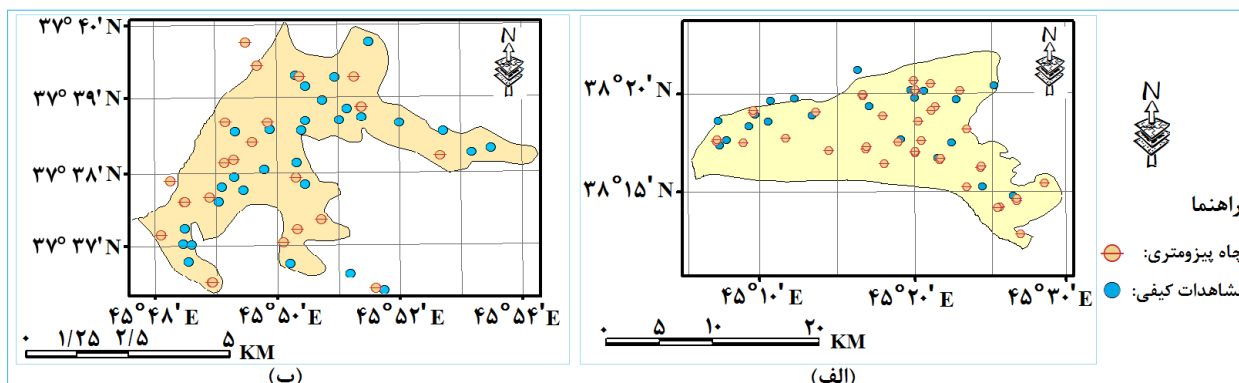 N
۳۷° ۴۰' N
۳۷° ۳۹' N
۳۷° ۳۸' N
۳۷° ۳۷' N
۴۵° ۴۸' E
۴۵° ۵۰' E
۴۵° ۵۲' E
۴۵° ۵۴' E
۰ ۱/۲۵ ۲/۵ ۵ KM
(ب)
N
۳۸° ۲۰' N
۳۸° ۱۵' N
۴۵° ۱۰' E
۴۵° ۲۰' E
۴۵° ۳۰' E
۰ ۵ ۱۰ ۲۰ KM
(الف)
N
راهنما
چاه پیزومتری:
مشاهدات کیفی: